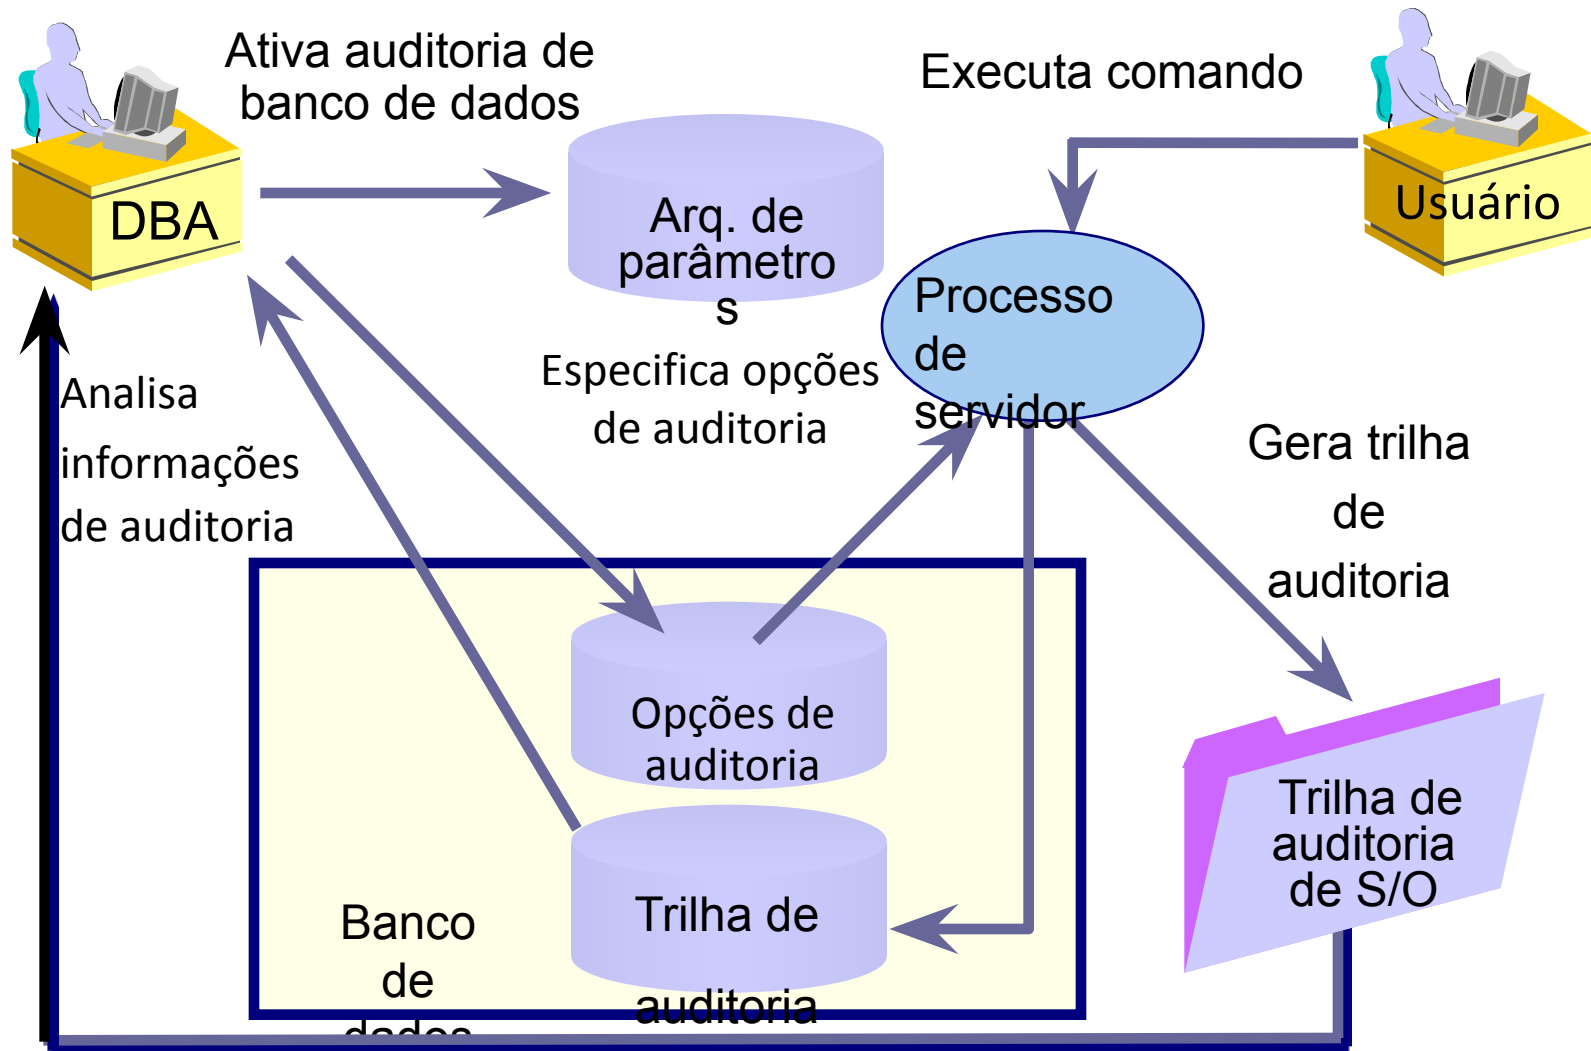 Ativa auditoria de
banco de dados
Executa comando
DBA
Usuário
Arq. de
parâmetro
s
Processo
de
servidor
Especifica opções
de auditoria
Analisa
informações
de auditoria
Gera trilha
de
auditoria
Opções de
auditoria
Trilha de
auditoria
de S/O
Banco
de
dados
Trilha de
auditoria